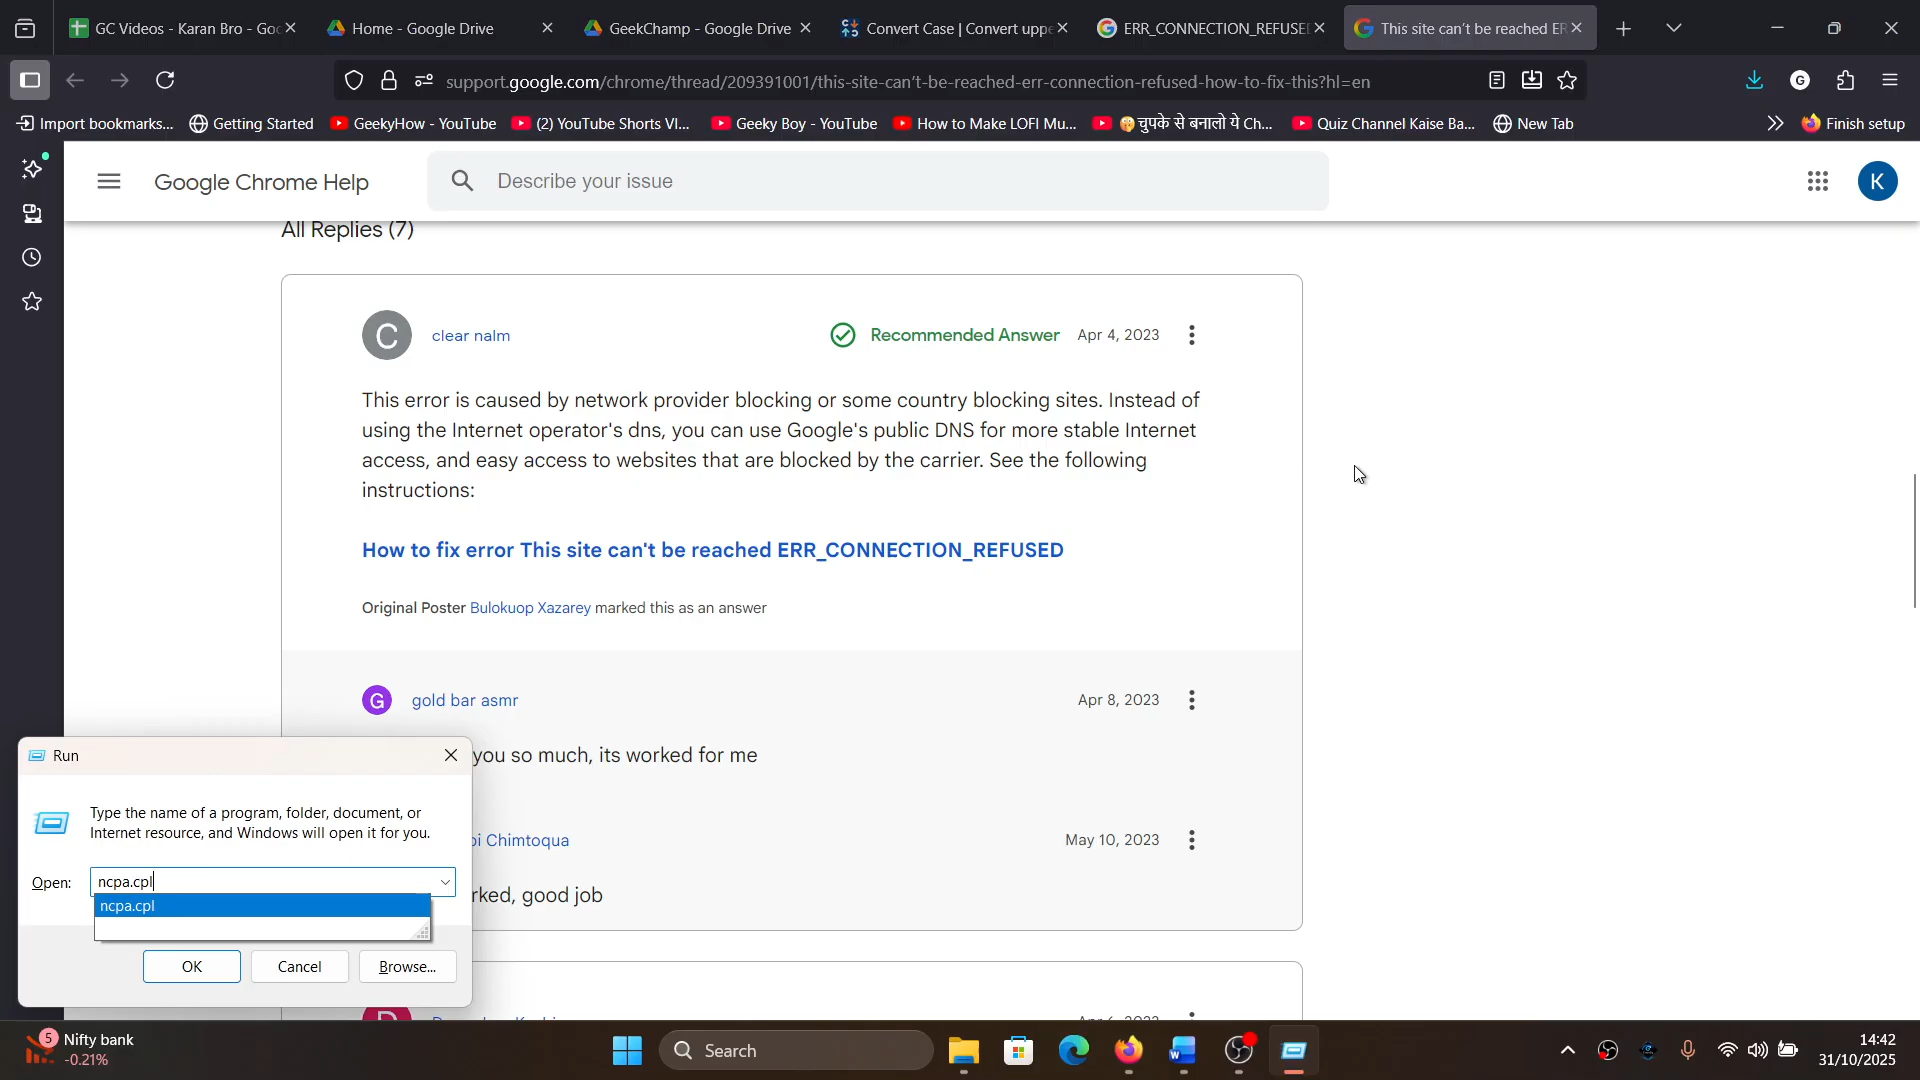 GC Videos - Karan Bro - Goo
Home - Google Drive
GeekChamp - Google Drive
Convert Case | Convert uppe
ERR_CONNECTION_REFUSE
This site can't be reached ER
support.google.com/chrome/thread/209391001/this-site-can't-be-reached-err-connection-refused-how-to-fix-this?hl=en
G
Import bookmarks...
Getting Started
GeekyHow - YouTube
(2) YouTube Shorts VI...
Geeky Boy - YouTube
How to Make LOFI Mu...
चुपके से बनालो ये Ch...
Quiz Channel Kaise Ba...
New Tab
Finish setup
Google Chrome Help
Describe your issue
K
All Replies (7)
C
clear nalm
Recommended Answer
Apr 4, 2023
This error is caused by network provider blocking or some country blocking sites. Instead of
using the Internet operator's dns, you can use Google's public DNS for more stable Internet
access, and easy access to websites that are blocked by the carrier. See the following
instructions:
How to fix error This site can't be reached ERR_CONNECTION_REFUSED
Original Poster Bulokuop Xazarey marked this as an answer
G
gold bar asmr
Apr 8, 2023
you so much, its worked for me
Chimtoqua
May 10, 2023
rked, good job
Run
Type the name of a program, folder, document, or
Internet resource, and Windows will open it for you.
Open:
ncpa.cpl
ncpa.cpl
OK
Cancel
Browse...
5
Nifty bank
-0.21%
Search
14:42
31/10/2025